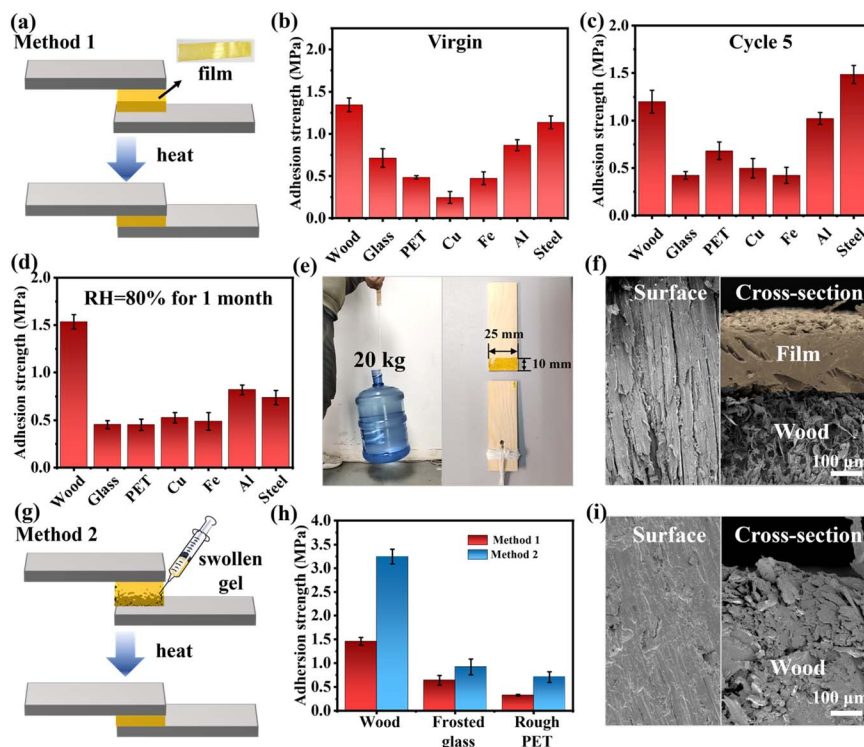 (a)
Method 1
film
heat
(b)
Virgin
Adhesion strength (MPa)
2.0
1.5
1.0
0.5
0.0
Wood
Glass
PET
Cu
Fe
Al
Steel
(c)
Cycle 5
Adhesion strength (MPa)
2.0
1.5
1.0
0.5
0.0
Wood
Glass
PET
Cu
Fe
Al
Steel
(d)
RH=80% for 1 month
Adhesion strength (MPa)
2.0
1.5
1.0
0.5
0.0
Wood
Glass
PET
Cu
Fe
Al
Steel
(e)
20 kg
25 mm
10 mm
(f)
Surface
Cross-section
Film
Wood
100 μm
(g)
Method 2
swollen
gel
heat
(h)
Method 1
Method 2
Adhersion strength (MPa)
4.0
3.5
3.0
2.5
2.0
1.5
1.0
0.5
0.0
Wood
Frosted
glass
Rough
PET
(i)
Surface
Cross-section
Wood
100 μm